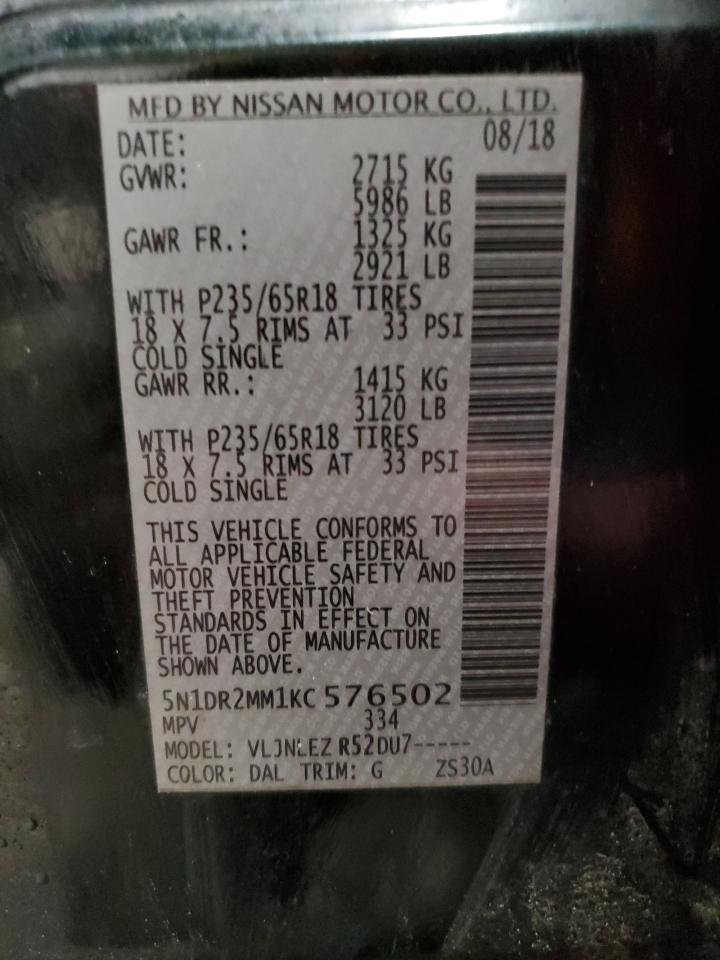 MFD BY NISSAN MOTOR CO., LTD.
DATE: 08/18
GVWR: 2715 KG
5986 LB
GAWR FR.: 1325 KG
2921 LB
WITH P235/65R18 TIRES
18 X 7.5 RIMS AT 33 PSI
COLD SINGLE
GAWR RR.: 1415 KG
3120 LB
WITH P235/65R18 TIRES
18 X 7.5 RIMS AT 33 PSI
COLD SINGLE
THIS VEHICLE CONFORMS TO
ALL APPLICABLE FEDERAL
MOTOR VEHICLE SAFETY AND
THEFT PREVENTION
STANDARDS IN EFFECT ON
THE DATE OF MANUFACTURE
SHOWN ABOVE.
5N1DR2MM1KC 576502
MPV 334
MODEL: VLJNLEZ R52DU7-----
COLOR: DAL TRIM: G ZS30A